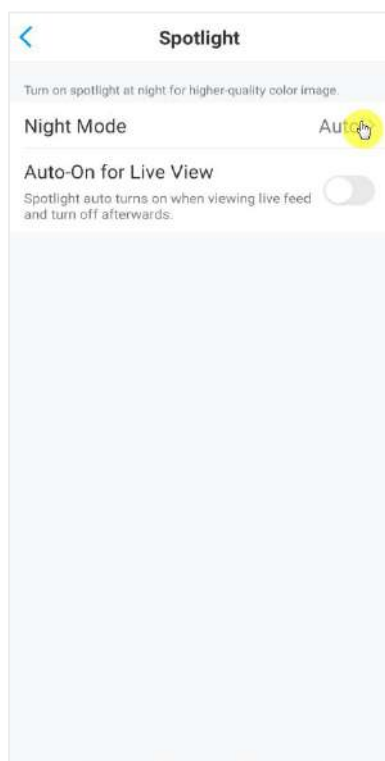 Spotlight
Turn on spotlight at night for higher-quality color image.
Night Mode
Auto
Auto-On for Live View
Spotlight auto turns on when viewing live feed
and turn off afterwards.